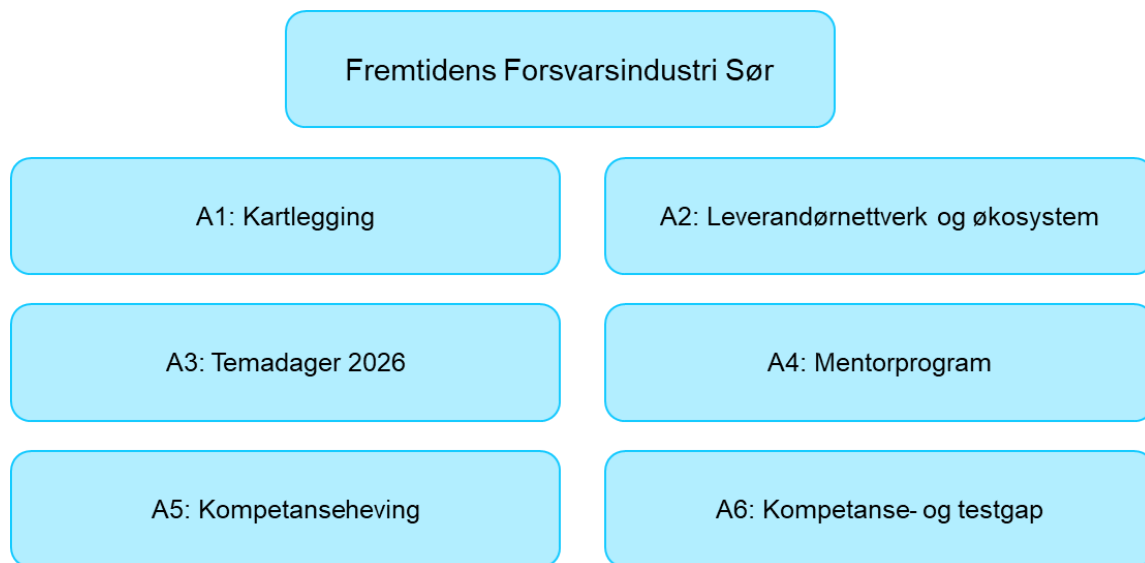 Fremtidens Forsvarsindustri Sør
A1: Kartlegging
A2: Leverandørnettverk og økosystem
A3: Temadager 2026
A4: Mentorprogram
A5: Kompetanseheving
A6: Kompetanse- og testgap